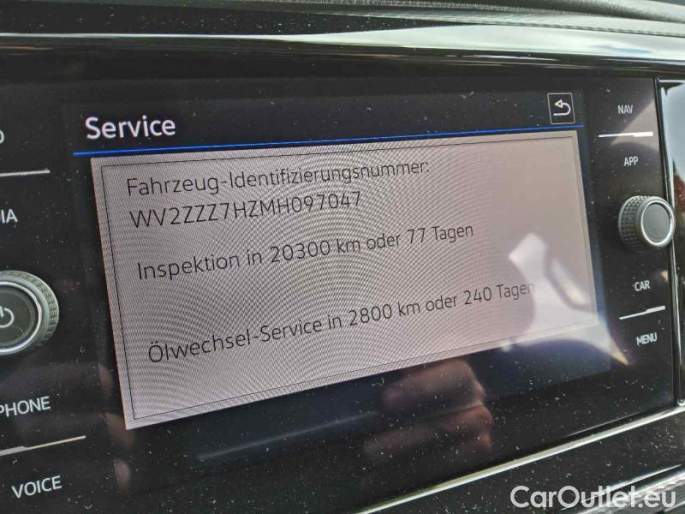 Service
NAV
APP
CAR
MENU
PHONE
VOICE
Fahrzeug-Identifizierungsnummer:
WV2ZZZ7HZMH097047
Inspektion in 20300 km oder 77 Tagen
Ölwechsel-Service in 2800 km oder 240 Tagen
CarOutlet.eu